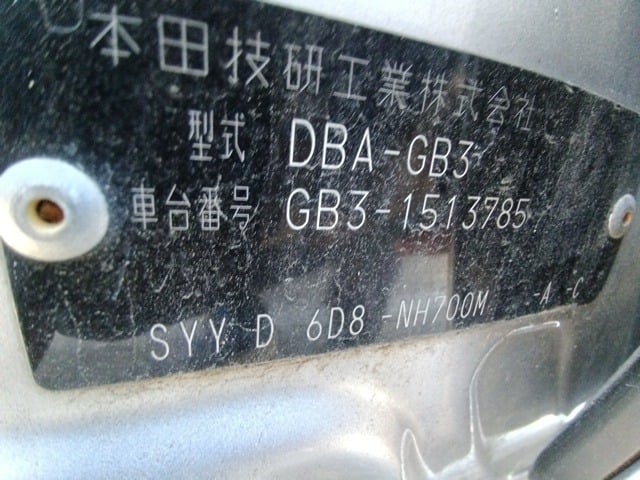 本田技研工業株式会社
型式 DBA-GB3
車台番号 GB3-1513785
SYY D 6D8 -NH700M -A -C